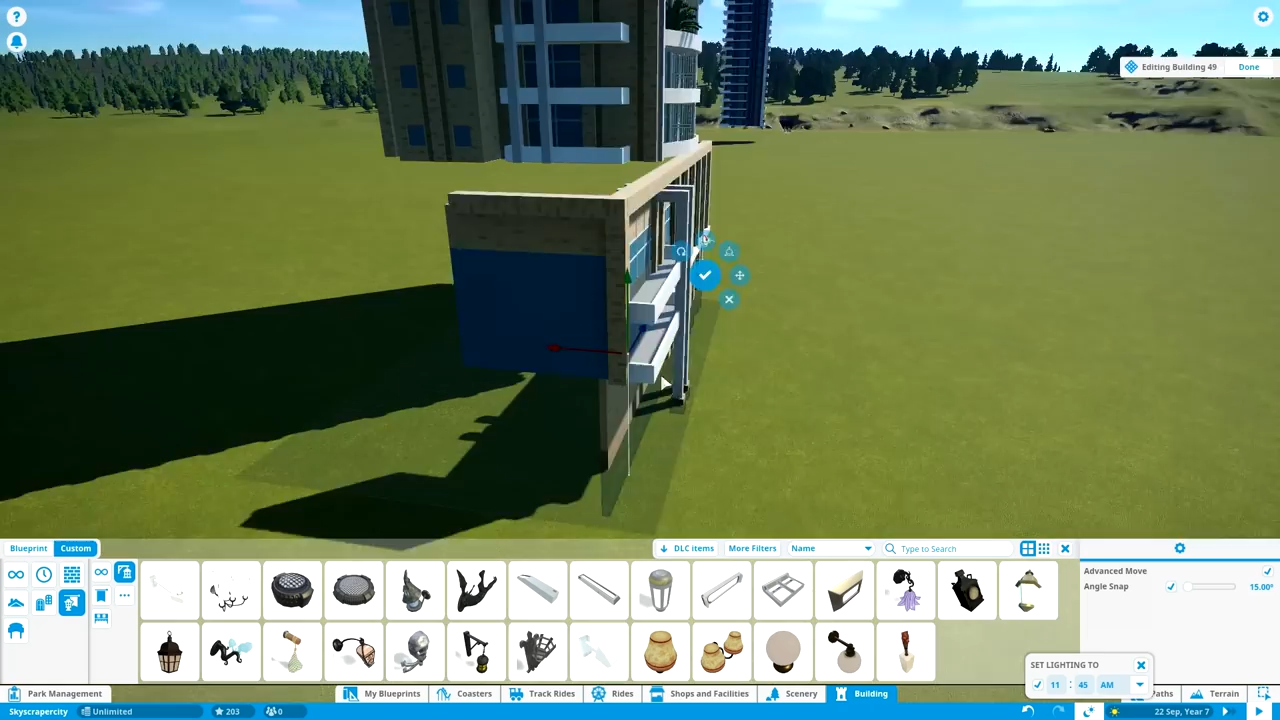 ?
Editing Building 49 Done
Blueprint Custom DLC items More Filters Name Type to Search
Advanced Move
Angle Snap 15.00°
SET LIGHTING TO
11 : 45 AM
Park Management My Blueprints Coasters Track Rides Rides Shops and Facilities Scenery Building Paths Terrain
Skyscrapercity Unlimited 203 0 22 Sep, Year 7